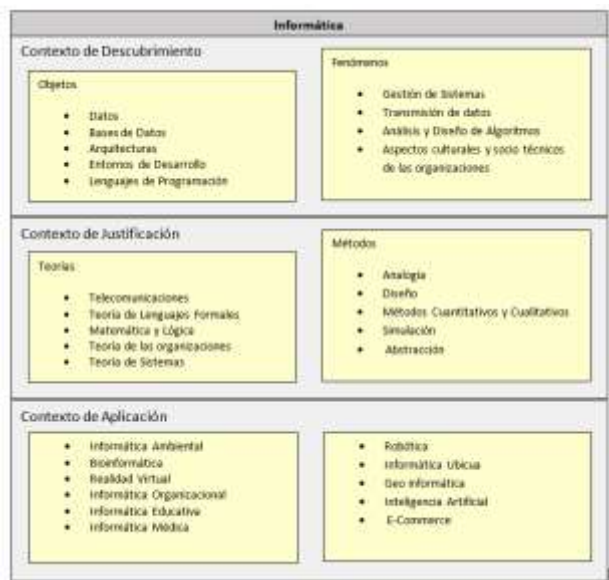 Informática
Contexto de Descubrimiento
Objetos
Datos
Bases de Datos
Arquitecturas
Entornos de Desarrollo
Lenguajes de Programación
Fenómenos
Gestión de Sistemas
Transmisión de datos
Análisis y Diseño de Algoritmos
Aspectos culturales y socio técnicos
de las organizaciones
Contexto de Justificación
Teorías
Telecomunicaciones
Teoría de Lenguajes Formales
Matemática y Lógica
Teoría de las organizaciones
Teoría de Sistemas
Métodos
Analogía
Diseño
Métodos Cuantitativos y Cualitativos
Simulación
Abstracción
Contexto de Aplicación
Informática Ambiental
Bioinformática
Realidad Virtual
Informática Organizacional
Informática Educativa
Informática Médica
Robótica
Informática Ubicua
Geo informática
Inteligencia Artificial
E-Commerce